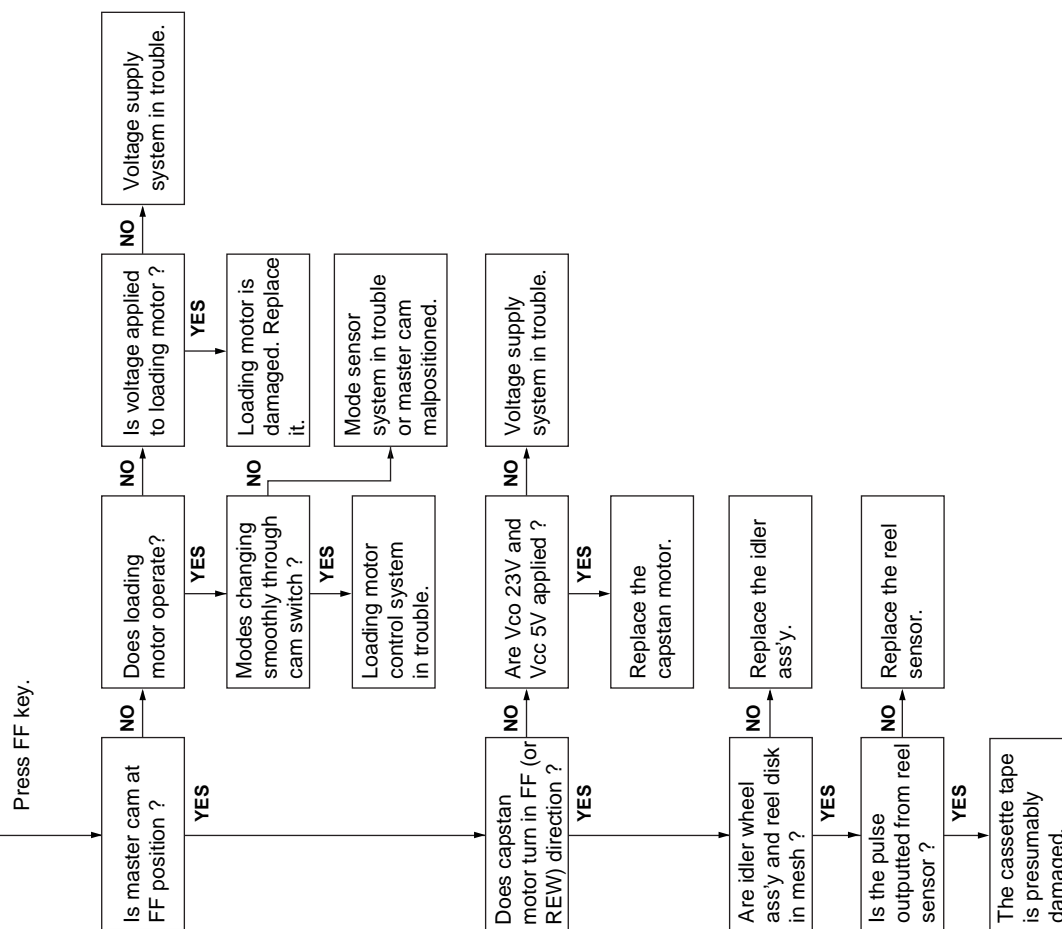 Press FF key.
Is master cam at
FF position ?
NO
Does loading
motor operate?
NO
Is voltage applied
to loading motor ?
NO
Voltage supply
system in trouble.
YES
Loading motor is
damaged. Replace
it.
YES
Modes changing
smoothly through
cam switch ?
NO
Mode sensor
system in trouble
or master cam
malpositioned.
YES
Loading motor
control system
in trouble.
YES
Does capstan
motor turn in FF (or
REW) direction ?
NO
Are Vco 23V and
Vcc 5V applied ?
NO
Voltage supply
system in trouble.
YES
Replace the
capstan motor.
YES
Are idler wheel
ass'y and reel disk
in mesh ?
NO
Replace the idler
ass'y.
YES
Is the pulse
outputted from reel
sensor ?
NO
Replace the reel
sensor.
YES
The cassette tape
is presumably
damaged.